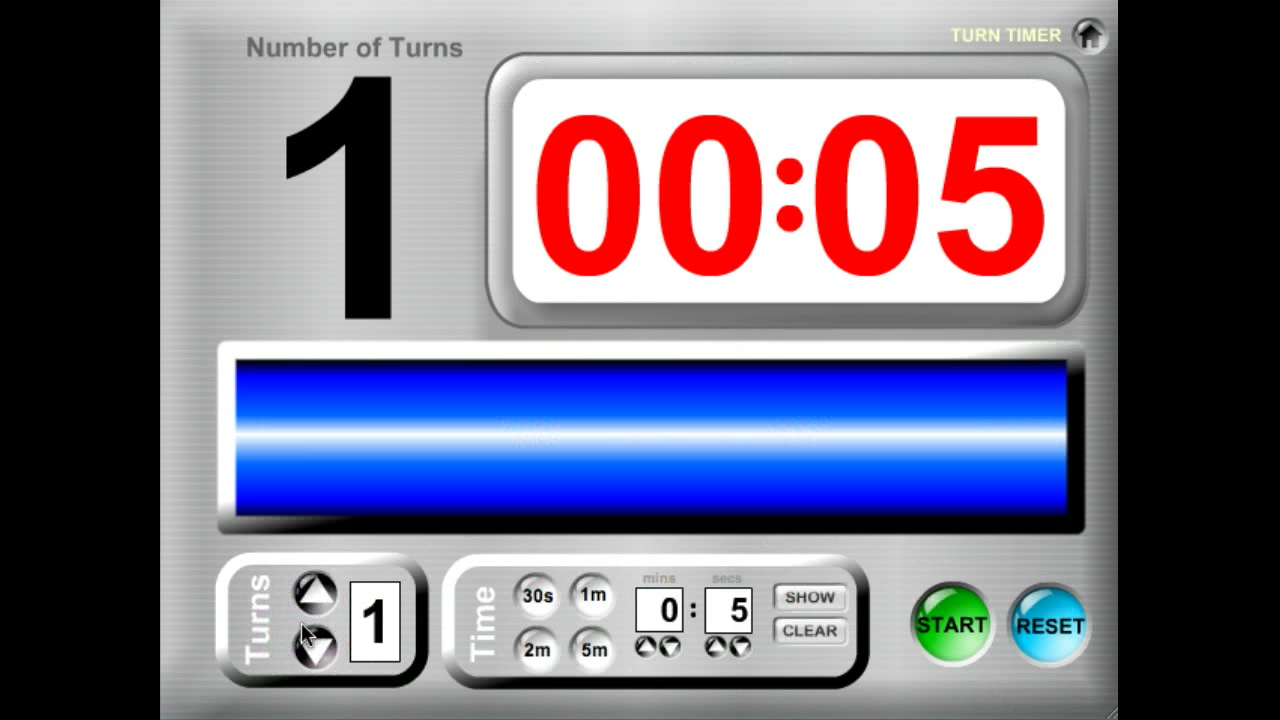 TURN TIMER
Number of Turns
1
00:05
Turns
1
Time
30s
1m
2m
5m
mins
secs
0 : 5
SHOW
CLEAR
START
RESET